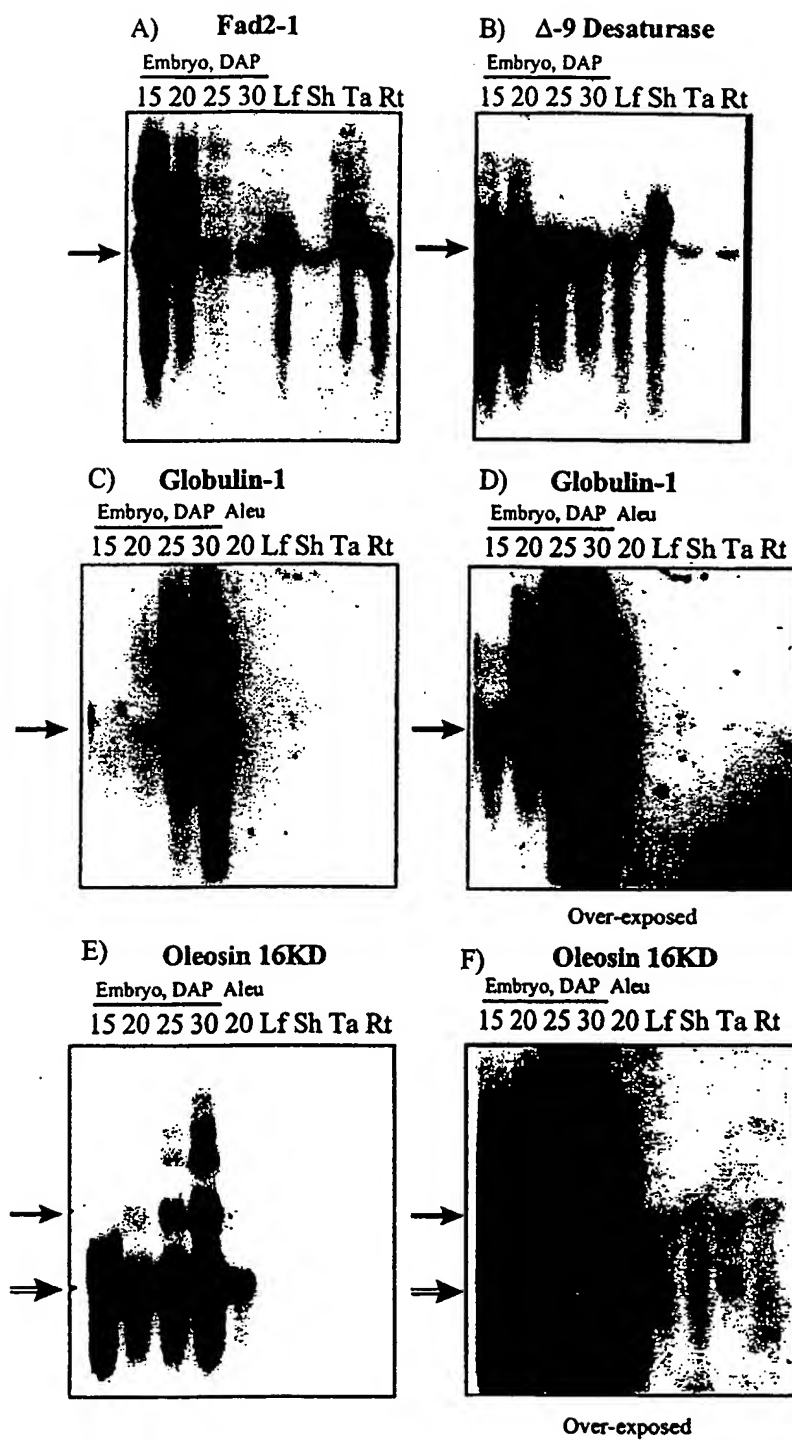 A) Fad2-1
Embryo, DAP
15 20 25 30 Lf Sh Ta Rt
B) Δ-9 Desaturase
Embryo, DAP
15 20 25 30 Lf Sh Ta Rt
C) Globulin-1
Embryo, DAP Aleu
15 20 25 30 20 Lf Sh Ta Rt
D) Globulin-1
Embryo, DAP Aleu
15 20 25 30 20 Lf Sh Ta Rt
Over-exposed
E) Oleosin 16KD
Embryo, DAP Aleu
15 20 25 30 20 Lf Sh Ta Rt
F) Oleosin 16KD
Embryo, DAP Aleu
15 20 25 30 20 Lf Sh Ta Rt
Over-exposed